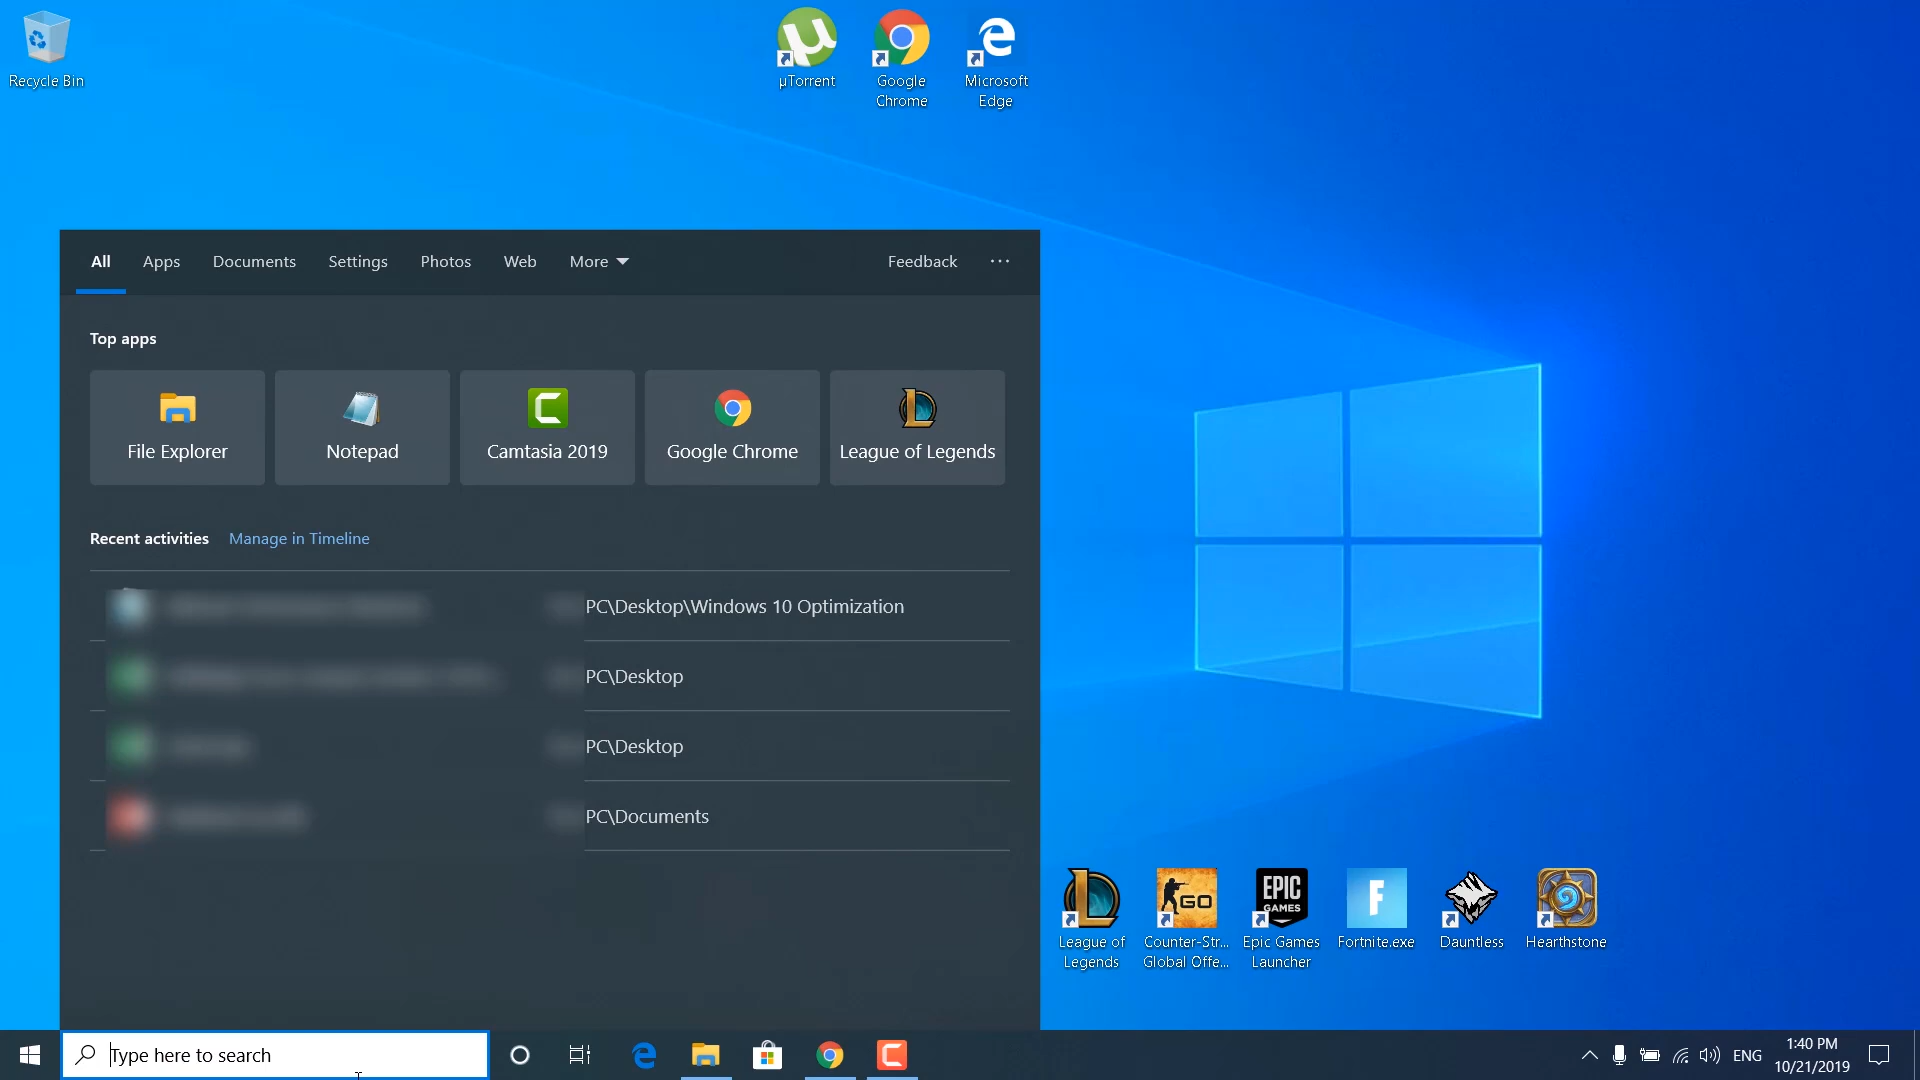 Recycle Bin
µTorrent
Google
Chrome
Microsoft
Edge
All
Apps
Documents
Settings
Photos
Web
More
Feedback
Top apps
File Explorer
Notepad
Camtasia 2019
Google Chrome
League of Legends
Recent activities
Manage in Timeline
PC\Desktop\Windows 10 Optimization
PC\Desktop
PC\Desktop
PC\Documents
League of
Legends
Counter-Str...
Global Offe...
GO
EPIC
GAMES
Epic Games
Launcher
F
Fortnite.exe
Dauntless
Hearthstone
Type here to search
ENG
1:40 PM
10/21/2019